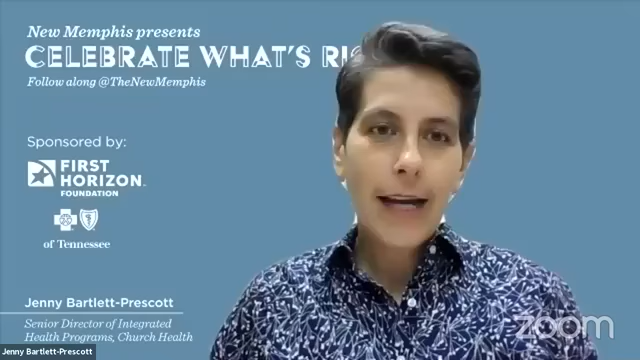 New Memphis presents
CELEBRATE WHAT'S RI
Follow along @TheNewMemphis
Sponsored by:
FIRST
HORIZON
FOUNDATION
of Tennessee
Jenny Bartlett-Prescott
Senior Director of Integrated
Health Programs, Church Health
Jenny Bartlett-Prescott
zoom